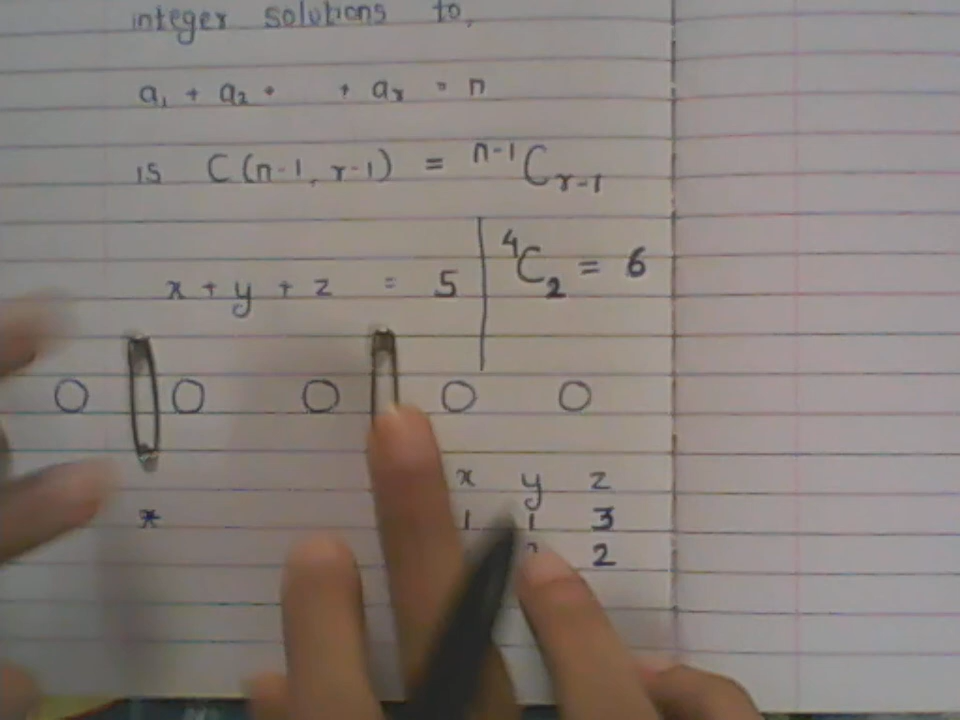 integer solutions to,
a₁ + a₂ + + aᵣ = n
is C(n-1, r-1) = ⁿ⁻¹Cᵣ₋₁
x + y + z = 5 | ⁴C₂ = 6
O O O O O
x y z
* 1 1 3
2